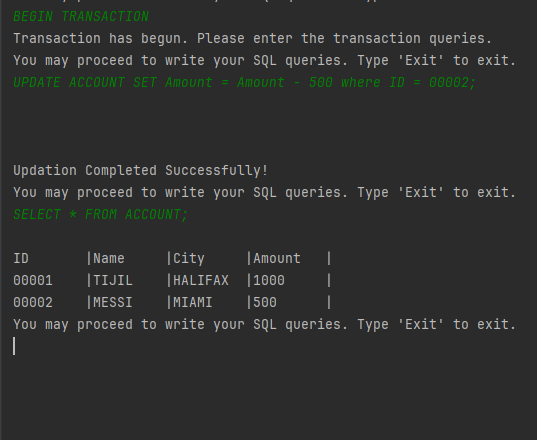 BEGIN TRANSACTION
Transaction has begun. Please enter the transaction queries.
You may proceed to write your SQL queries. Type 'Exit' to exit.
UPDATE ACCOUNT SET Amount = Amount - 500 where ID = 00002;
Updation Completed Successfully!
You may proceed to write your SQL queries. Type 'Exit' to exit.
SELECT * FROM ACCOUNT;
ID       |Name     |City     |Amount   |
00001    |TIJIL    |HALIFAX  |1000     |
00002    |MESSI    |MIAMI    |500      |
You may proceed to write your SQL queries. Type 'Exit' to exit.